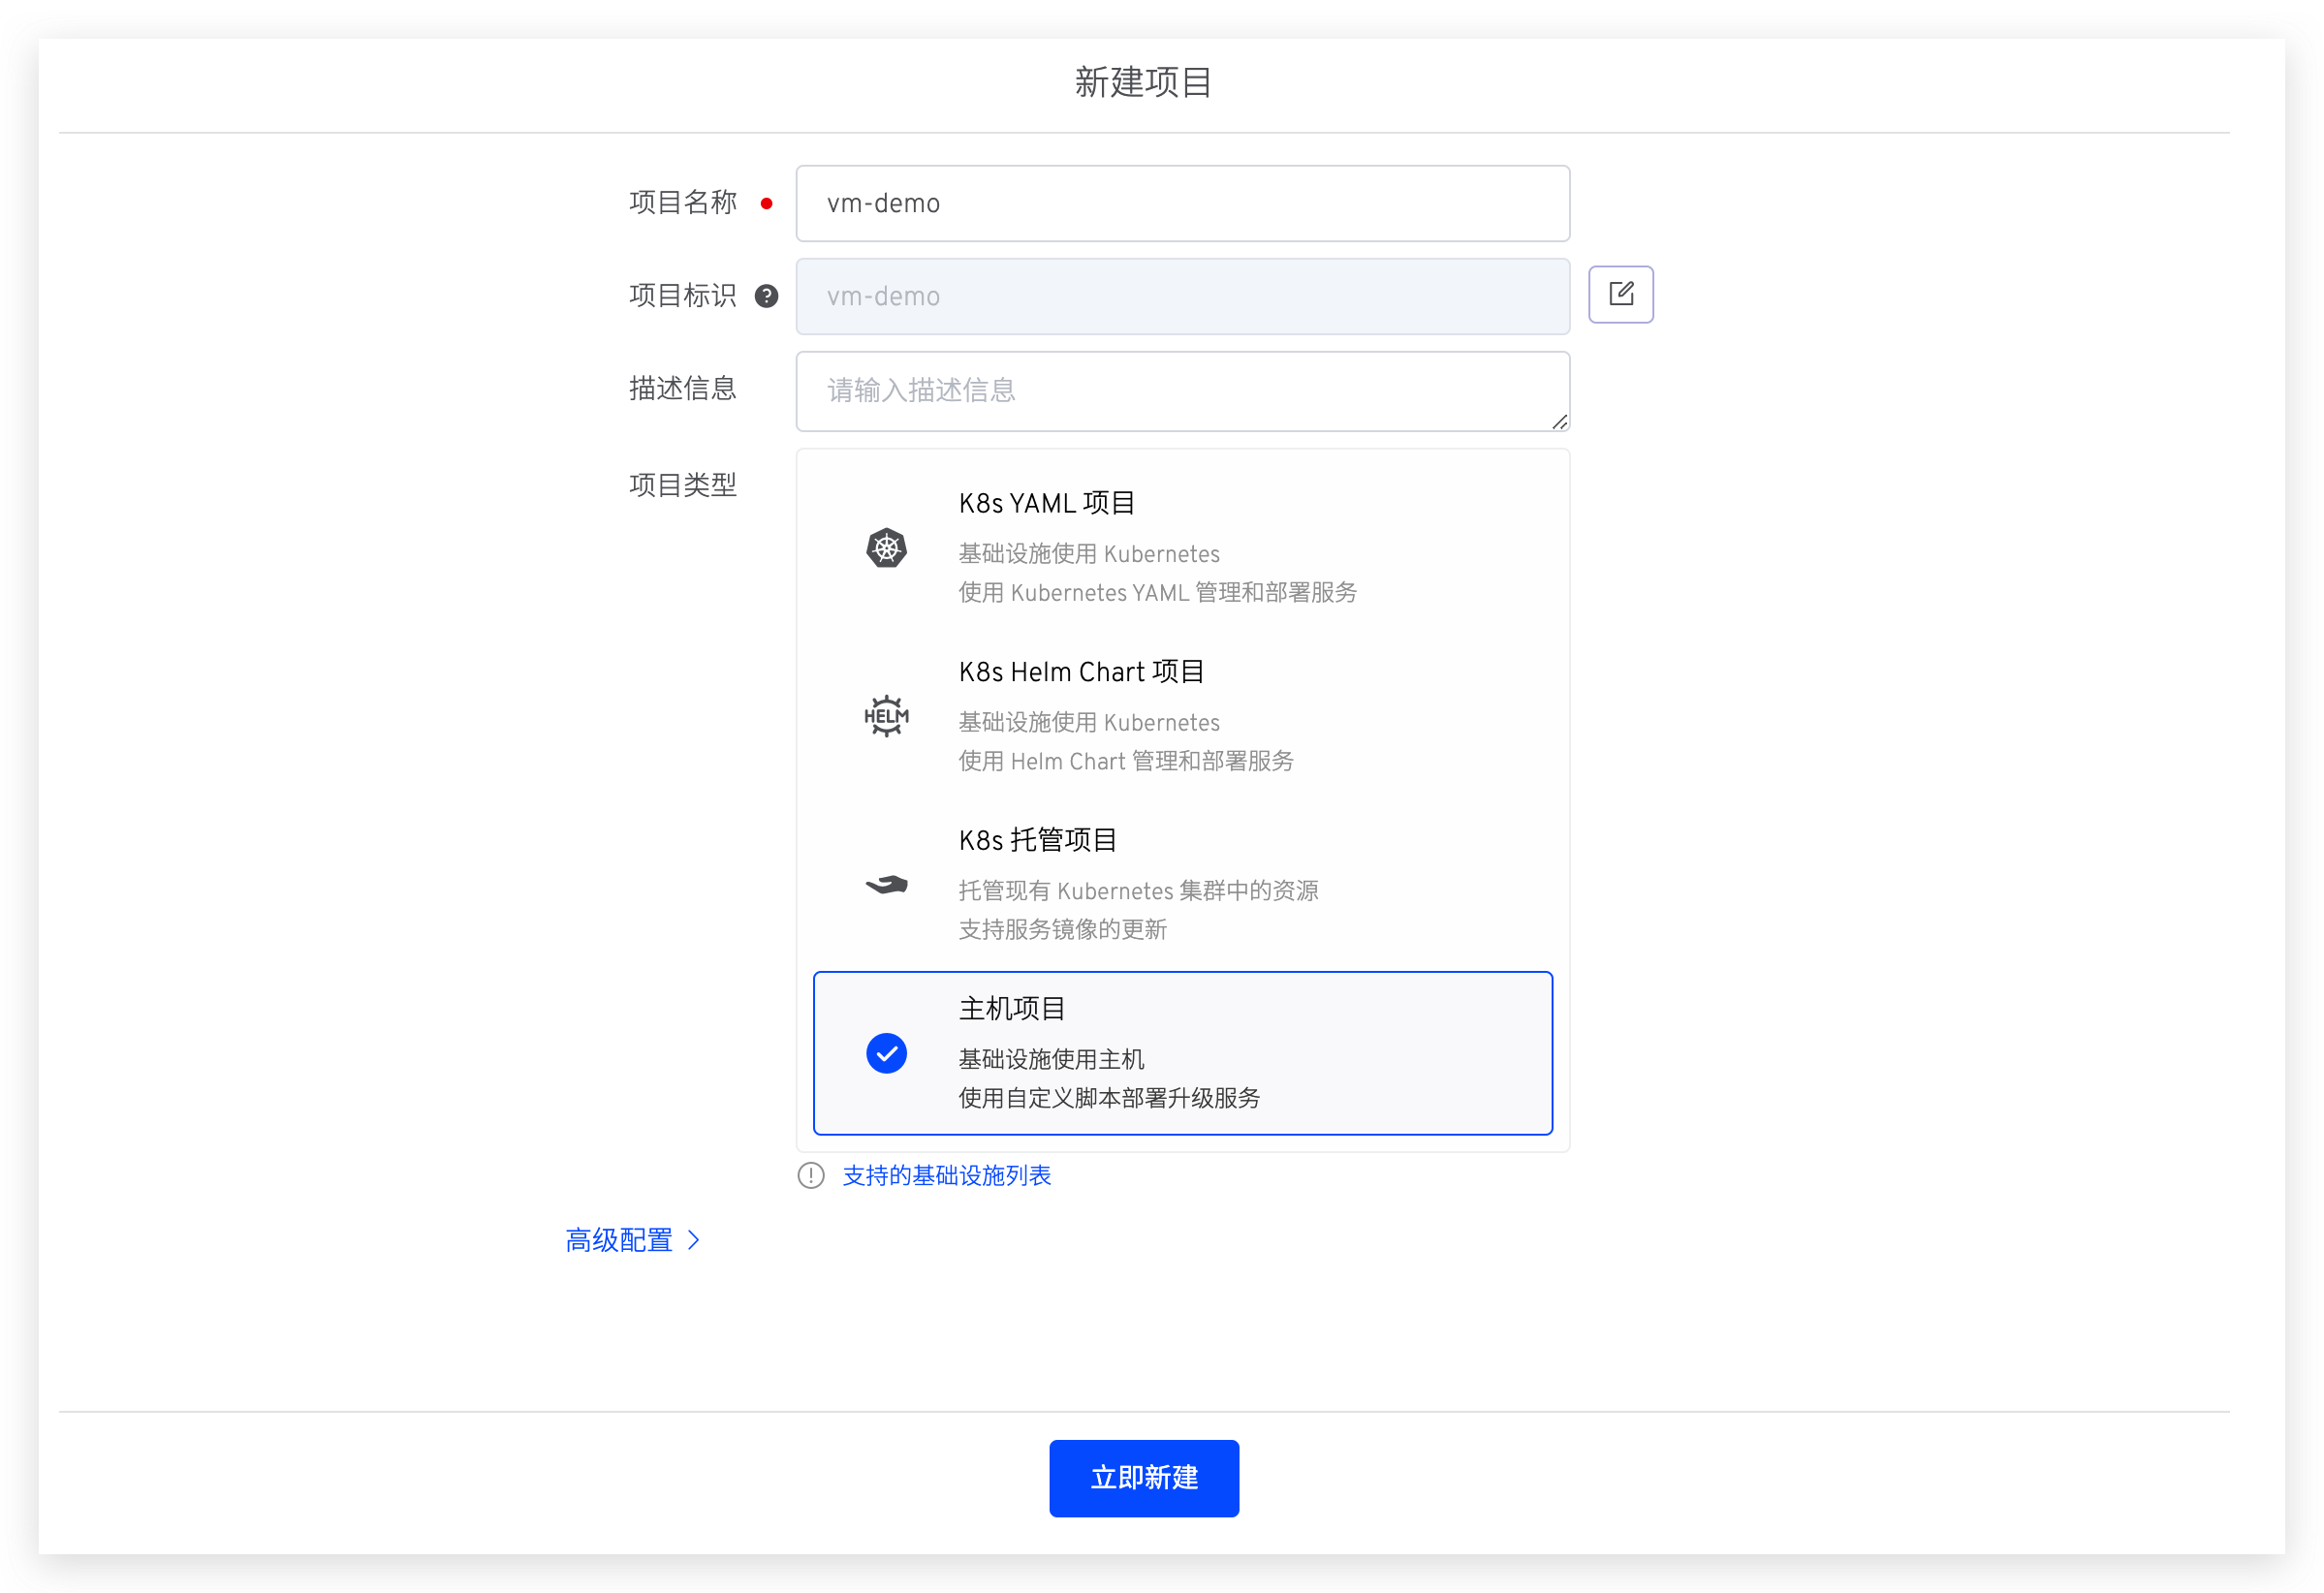 新建项目
项目名称
vm-demo
项目标识
vm-demo
描述信息
请输入描述信息
项目类型
K8s YAML 项目
基础设施使用 Kubernetes
使用 Kubernetes YAML 管理和部署服务
HELM
K8s Helm Chart 项目
基础设施使用 Kubernetes
使用 Helm Chart 管理和部署服务
K8s 托管项目
托管现有 Kubernetes 集群中的资源
支持服务镜像的更新
主机项目
基础设施使用主机
使用自定义脚本部署升级服务
支持的基础设施列表
高级配置
立即新建